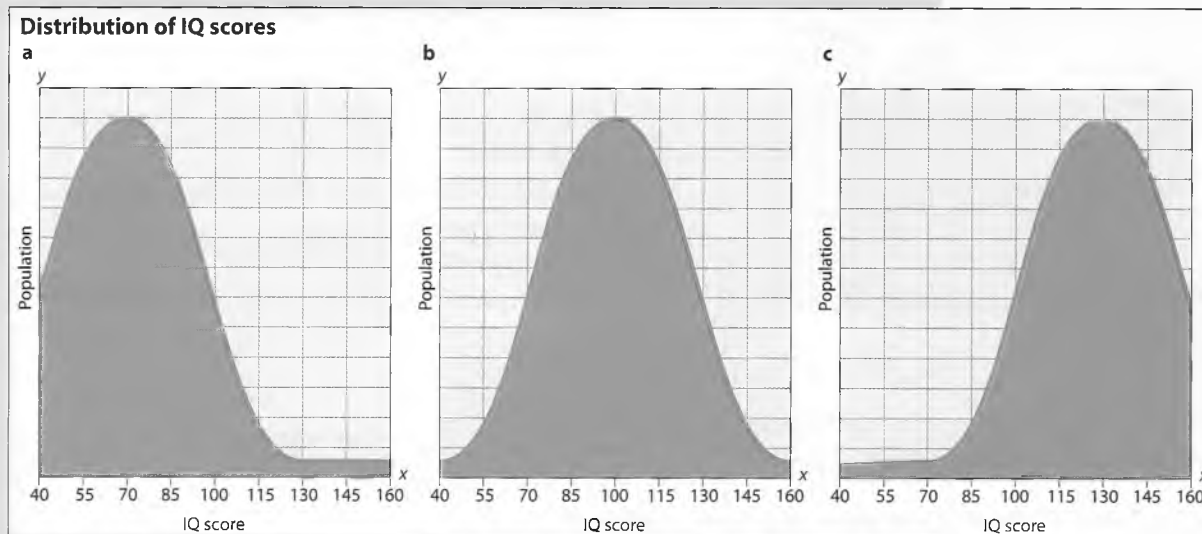 Distribution of IQ scores
a
b
c
y
y
y
Population
Population
Population
x
x
x
40 55 70 85 100 115 130 145 160
40 55 70 85 100 115 130 145 160
40 55 70 85 100 115 130 145 160
IQ score
IQ score
IQ score